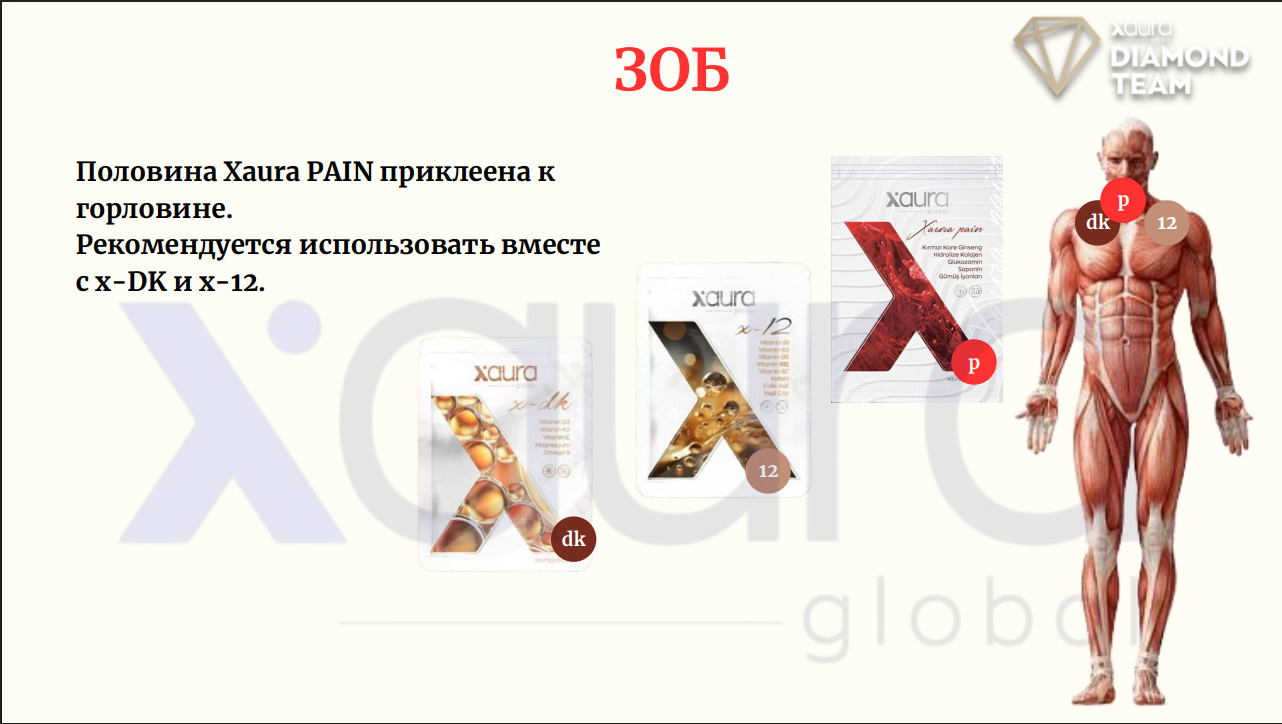 ЗОБ
xaura
DIAMOND
TEAM
Половина Xaura PAIN приклеена к
горловине.
Рекомендуется использовать вместе
с x-DK и x-12.
xaura
global
Xaura pain
Kırmızı Kore Ginseng
Hidrolize Kolajen
Glukozamin
Saponin
Gümüş İyonları
p
xaura
global
x-12
Vitamin B1
Vitamin B3
Vitamin B6
Vitamin B12
Vitamin B7
Kafein
Folik Asit
Yeşil Çay
12
xaura
x-dk
Vitamin D3
Vitamin K2
Vitamin C
Magnezyum
Omega 3
dk
p
dk
12
xaura
global